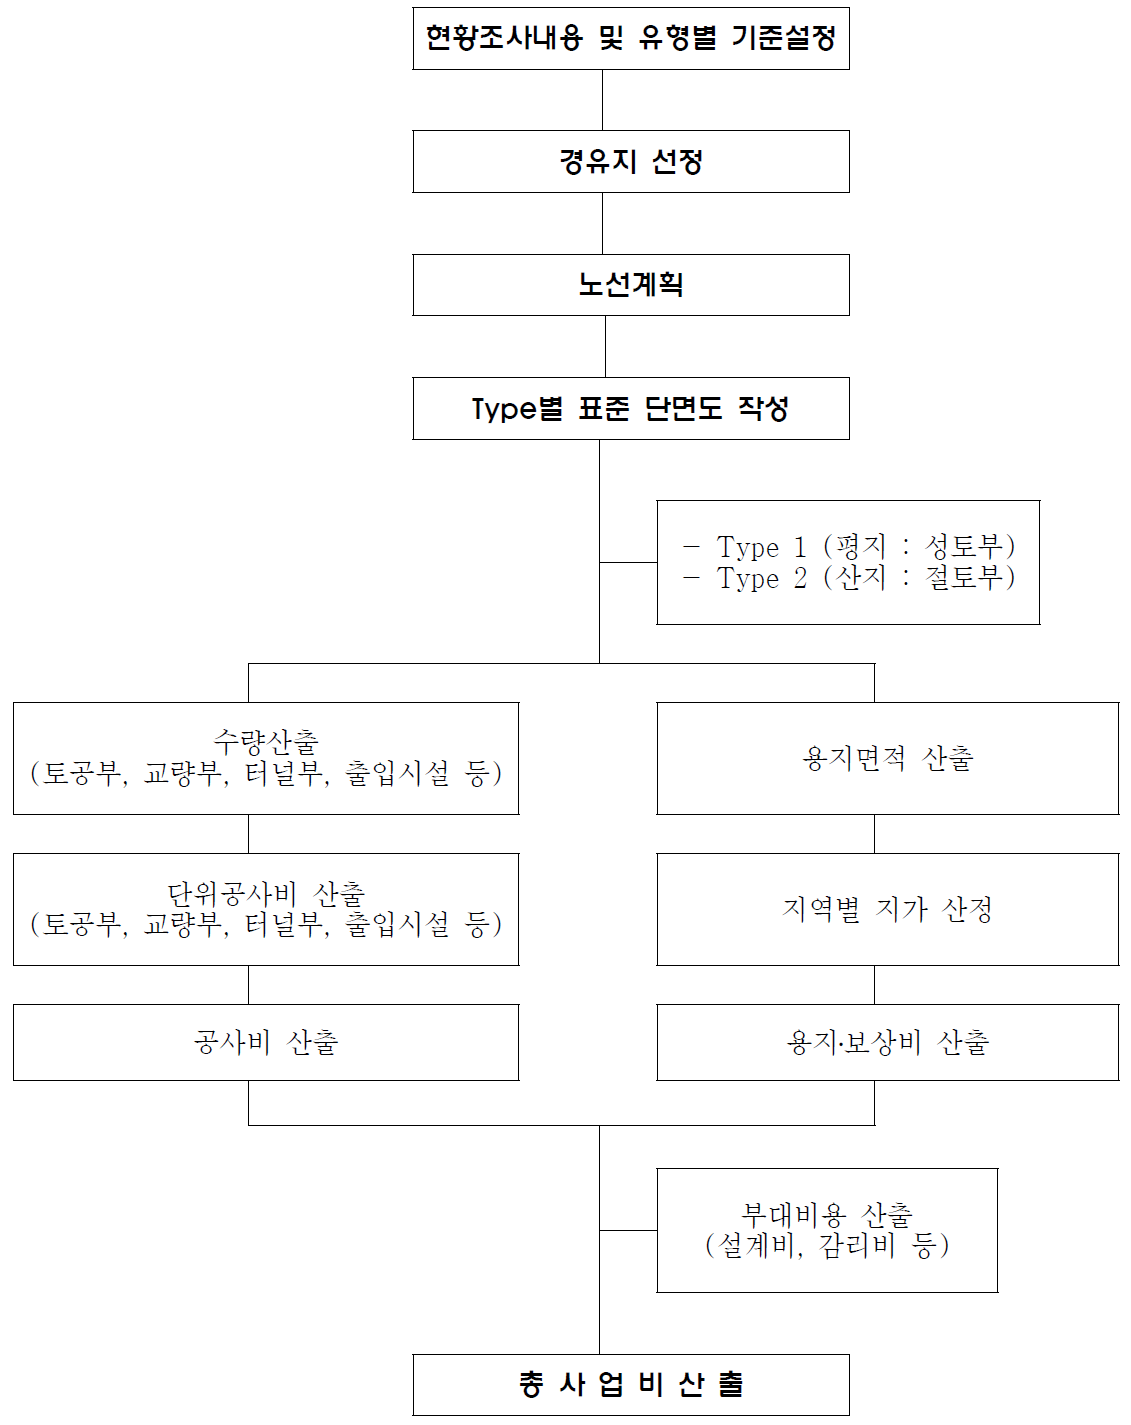 현황조사내용 및 유형별 기준설정
경유지 선정
노선계획
Type별 표준 단면도 작성
- Type 1 (평지 : 성토부)
- Type 2 (산지 : 절토부)
수량산출
(토공부, 교량부, 터널부, 출입시설 등)
용지면적 산출
단위공사비 산출
(토공부, 교량부, 터널부, 출입시설 등)
지역별 지가 산정
공사비 산출
용지·보상비 산출
부대비용 산출
(설계비, 감리비 등)
총 사 업 비 산 출